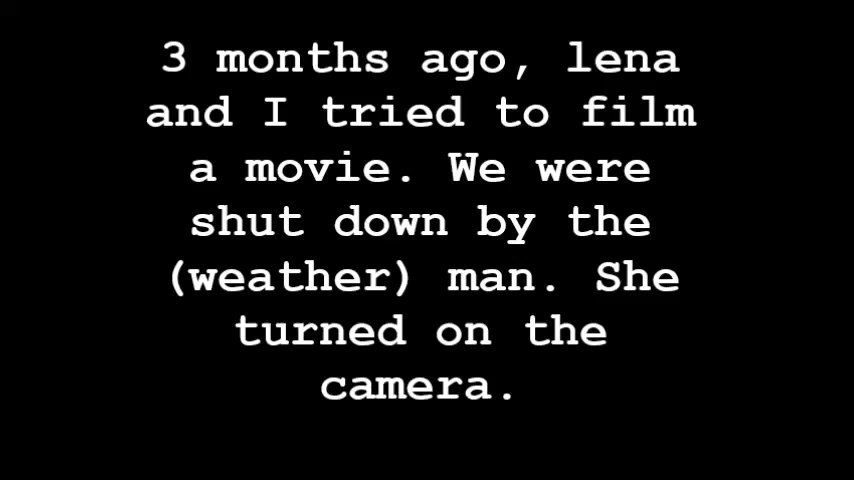 3 months ago, lena
and I tried to film
a movie. We were
shut down by the
(weather) man. She
turned on the
camera.